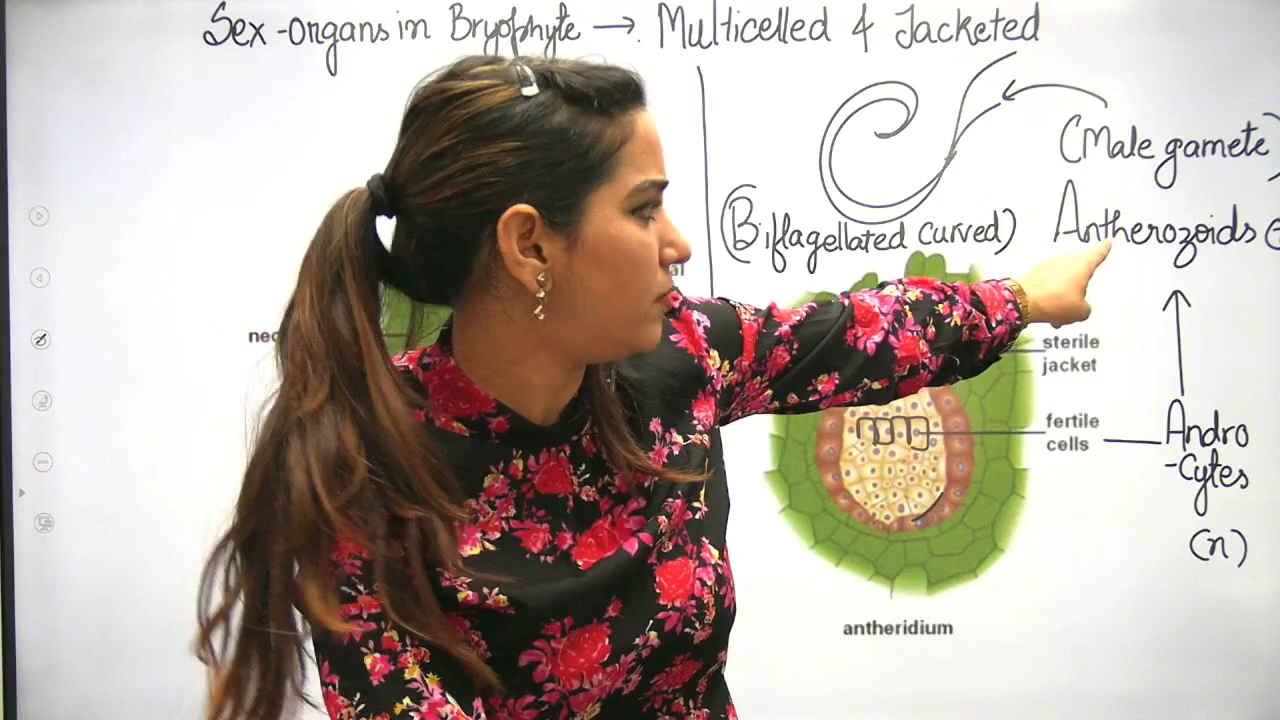 Sex-organs in Bryophyte → Multicelled & Jacketed
(Male gamete)
(Biflagellated curved)
Antherozoids
sterile
jacket
fertile
cells
Andro
-Cytes
(n)
antheridium